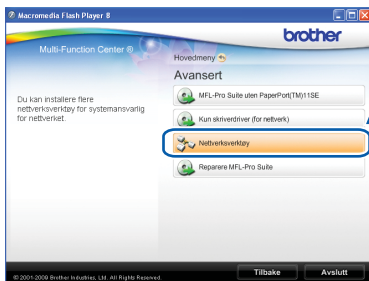 Macromedia Flash Player 8
brother
Multi-Function Center ®
Hovedmeny
Avansert
Du kan installere flere
nettverksverktøy for systemansvarlig
for nettverket.
MFL-Pro Suite uten PaperPort(TM)11SE
Kun skriverdriver (for nettverk)
Nettverksverktøy
Reparere MFL-Pro Suite
© 2001-2009 Brother Industries, Ltd. All Rights Reserved.
Tilbake
Avslutt